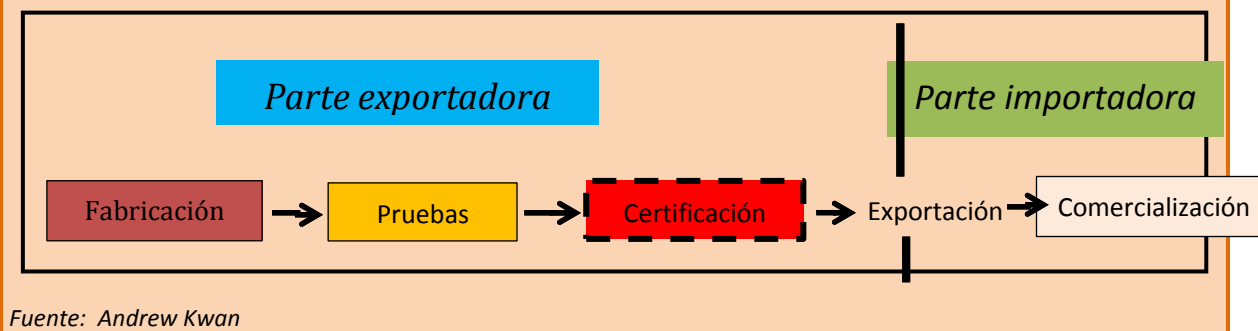 Parte exportadora
Parte importadora
Fabricación
Pruebas
Certificación
Exportación
Comercialización
Fuente: Andrew Kwan